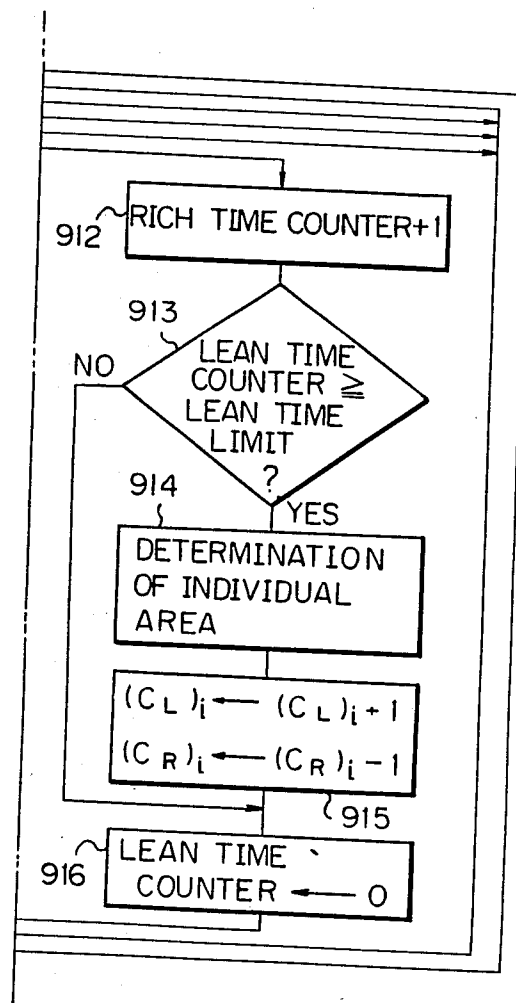 912
RICH TIME COUNTER+1
913
NO
LEAN TIME
COUNTER ≧
LEAN TIME
LIMIT
?
YES
914
DETERMINATION
OF INDIVIDUAL
AREA
(CL)i ← (CL)i+1
(CR)i ← (CR)i−1
915
916
LEAN TIME
COUNTER ← 0